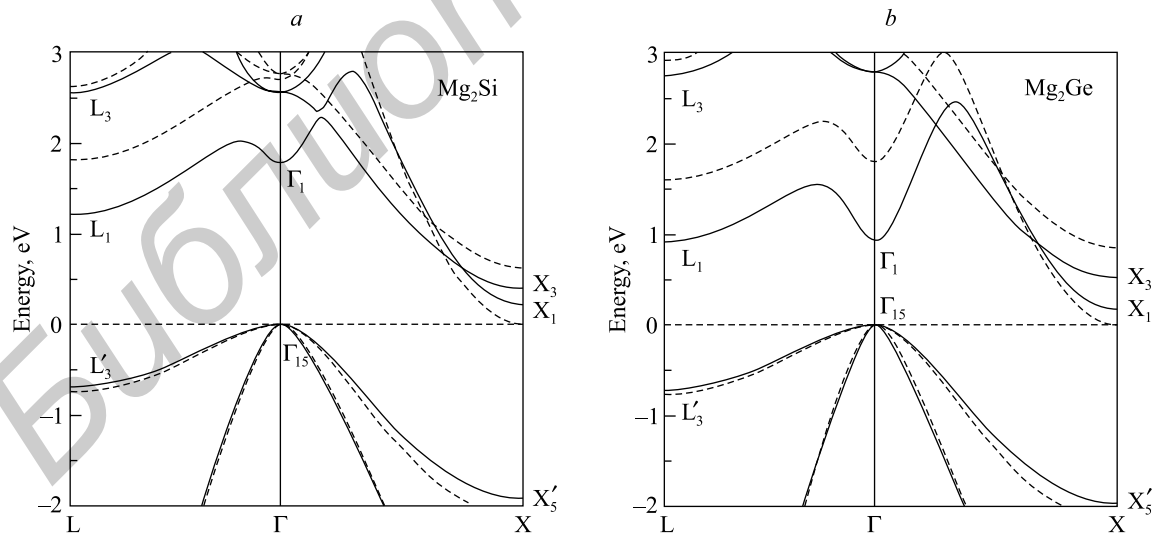 a
3
2
1
0
–1
–2
Energy, eV
Mg₂Si
L₃
L₁
L′₃
Γ₁
Γ₁₅
X₃
X₁
X′₅
L
Γ
X
b
3
2
1
0
–1
–2
Energy, eV
Mg₂Ge
L₃
L₁
L′₃
Γ₁
Γ₁₅
X₃
X₁
X′₅
L
Γ
X